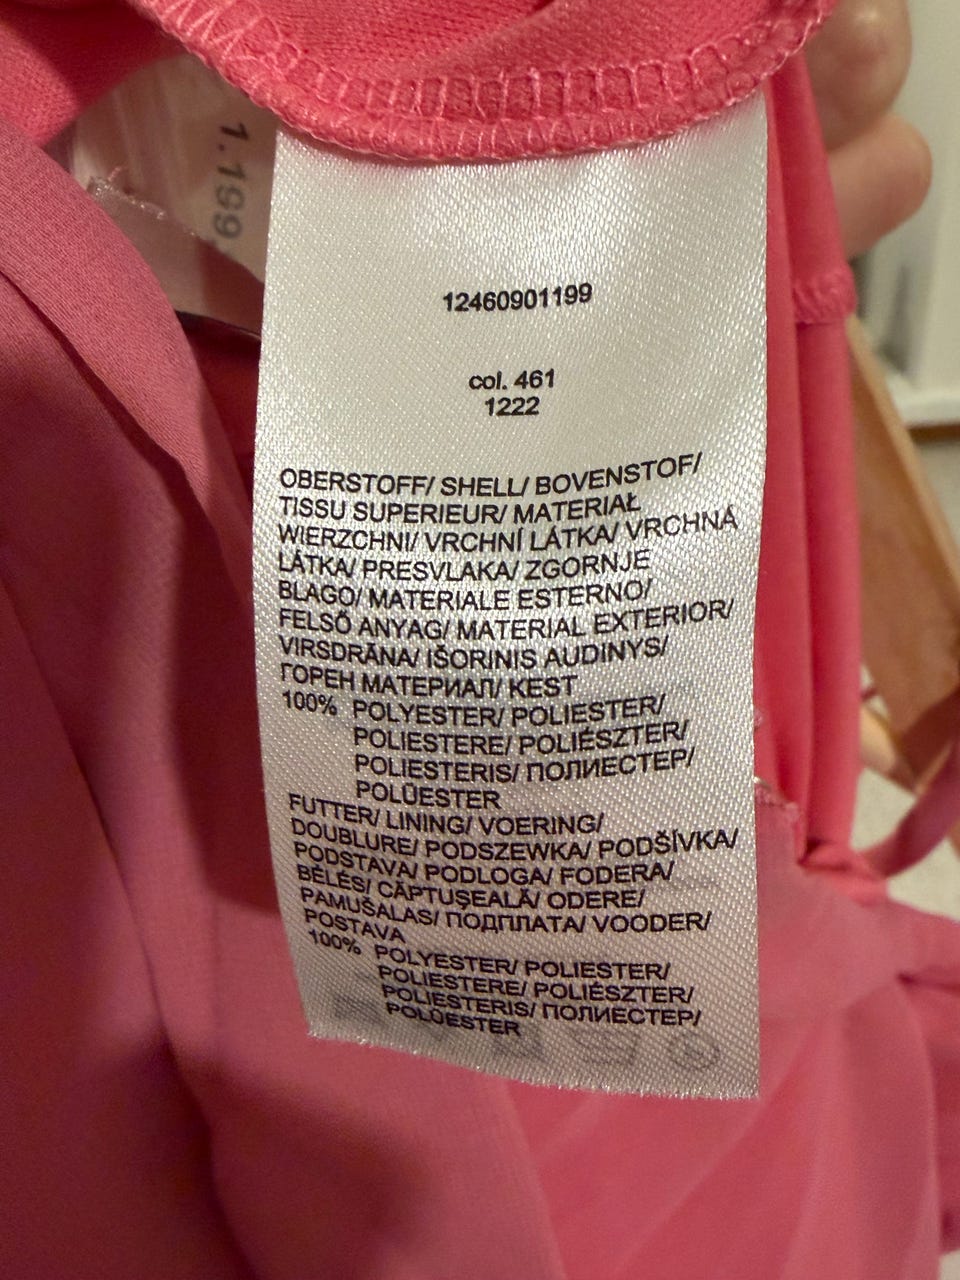 1.199
12460901199
col. 461
1222
OBERSTOFF/ SHELL/ BOVENSTOF/
TISSU SUPERIEUR/ MATERIAŁ
WIERZCHNI/ VRCHNÍ LÁTKA/ VRCHNÁ
LÁTKA/ PRESVLAKA/ ZGORNJE
BLAGO/ MATERIALE ESTERNO/
FELSŐ ANYAG/ MATERIAL EXTERIOR/
VIRSDRĀNA/ IŠORINIS AUDINYS/
ГОРЕН МАТЕРИАЛ/ KEST
100% POLYESTER/ POLIESTER/
POLIESTERE/ POLIÉSZTER/
POLIESTERIS/ ПОЛИЕСТЕР/
POLÜESTER
FUTTER/ LINING/ VOERING/
DOUBLURE/ PODSZEWKA/ PODŠÍVKA/
PODSTAVA/ PODLOGA/ FODERA/
BÉLÉS/ CĂPTUŞEALĂ/ ODERE/
PAMUŠALAS/ ПОДПЛАТА/ VOODER/
POSTAVA
100% POLYESTER/ POLIESTER/
POLIESTERE/ POLIÉSZTER/
POLIESTERIS/ ПОЛИЕСТЕР/
POLÜESTER